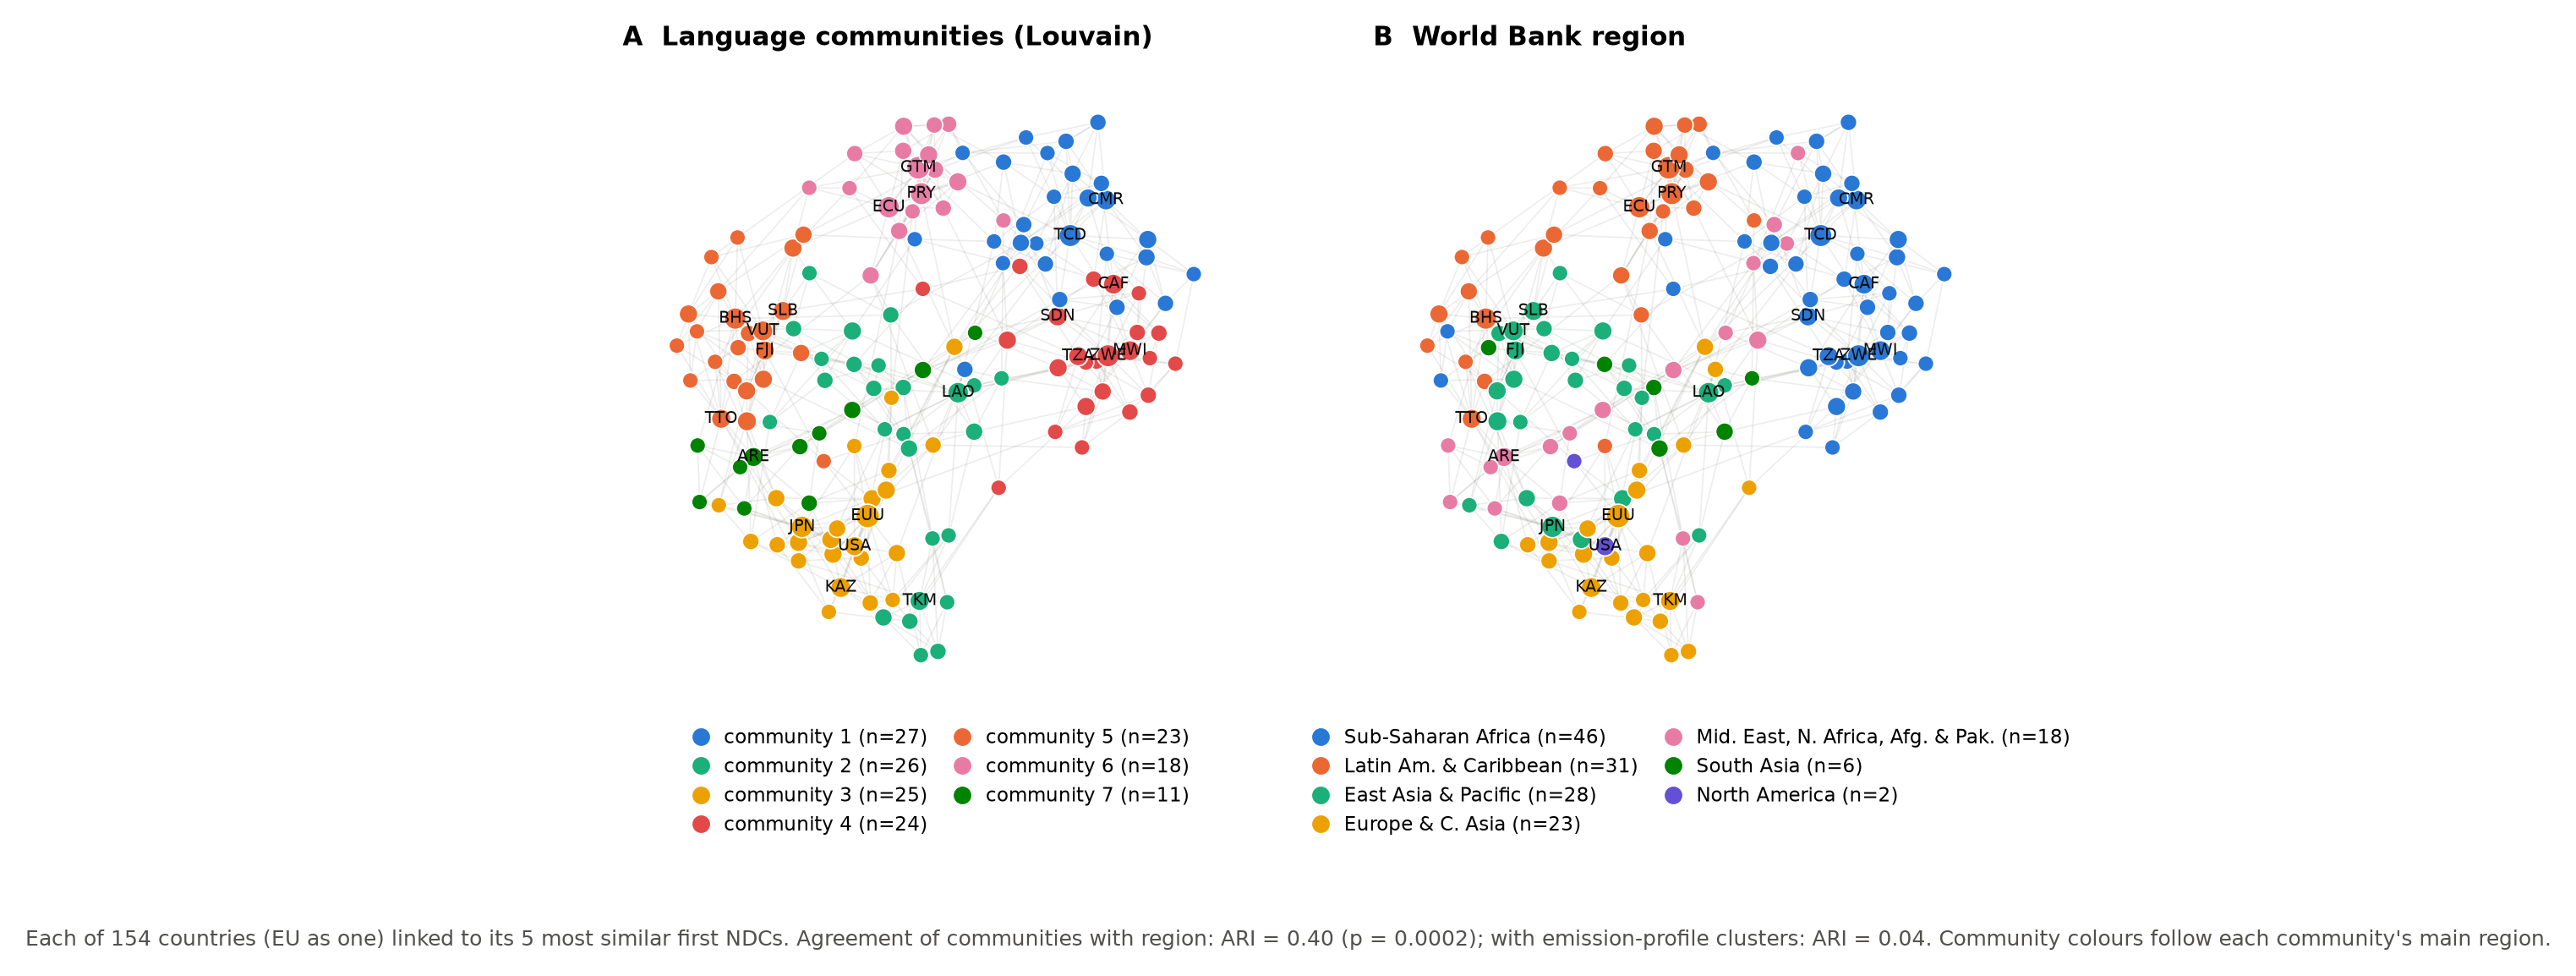 A Language communities (Louvain)
B World Bank region
GTM
PRY
ECU
CMR
TCD
CAF
SDN
SLB
BHS
VUT
FJI
TZA
ZWE
MWI
LAO
TTO
ARE
JPN
EUU
USA
KAZ
TKM
GTM
PRY
ECU
CMR
TCD
CAF
SDN
SLB
BHS
VUT
FJI
TZA
ZWE
MWI
LAO
TTO
ARE
JPN
EUU
USA
KAZ
TKM
community 1 (n=27)
community 2 (n=26)
community 3 (n=25)
community 4 (n=24)
community 5 (n=23)
community 6 (n=18)
community 7 (n=11)
Sub-Saharan Africa (n=46)
Latin Am. & Caribbean (n=31)
East Asia & Pacific (n=28)
Europe & C. Asia (n=23)
Mid. East, N. Africa, Afg. & Pak. (n=18)
South Asia (n=6)
North America (n=2)
Each of 154 countries (EU as one) linked to its 5 most similar first NDCs. Agreement of communities with region: ARI = 0.40 (p = 0.0002); with emission-profile clusters: ARI = 0.04. Community colours follow each community's main region.